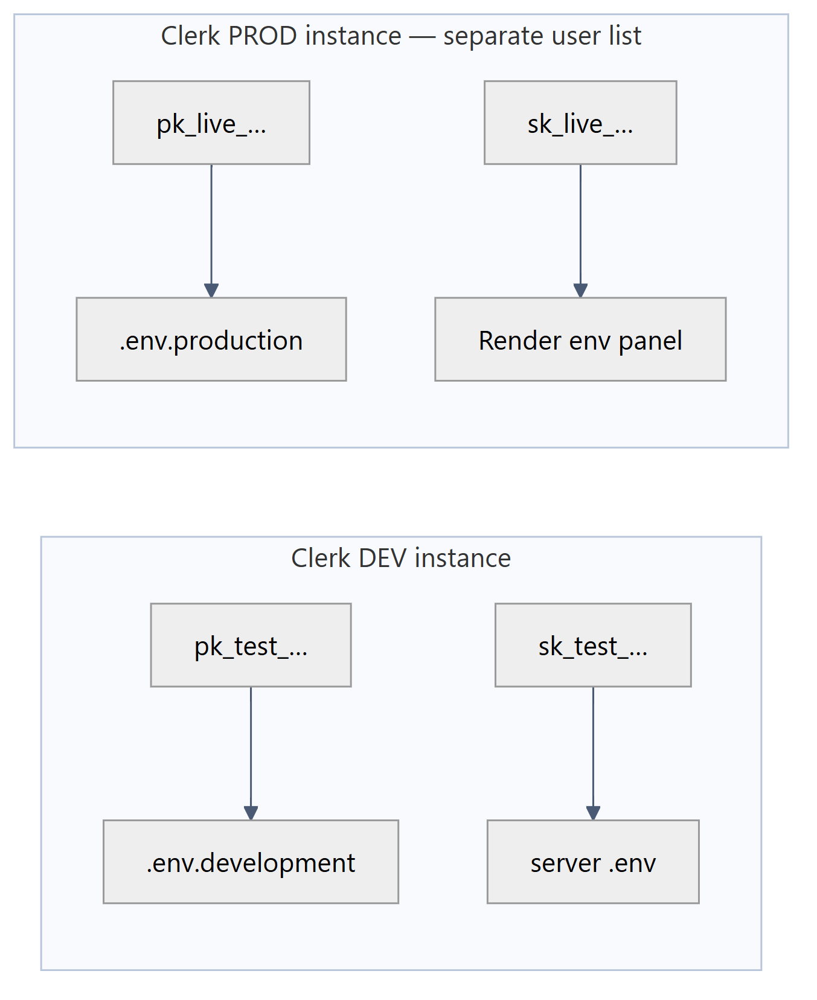 Clerk PROD instance — separate user list
pk_live_...
sk_live_...
.env.production
Render env panel
Clerk DEV instance
pk_test_...
sk_test_...
.env.development
server .env